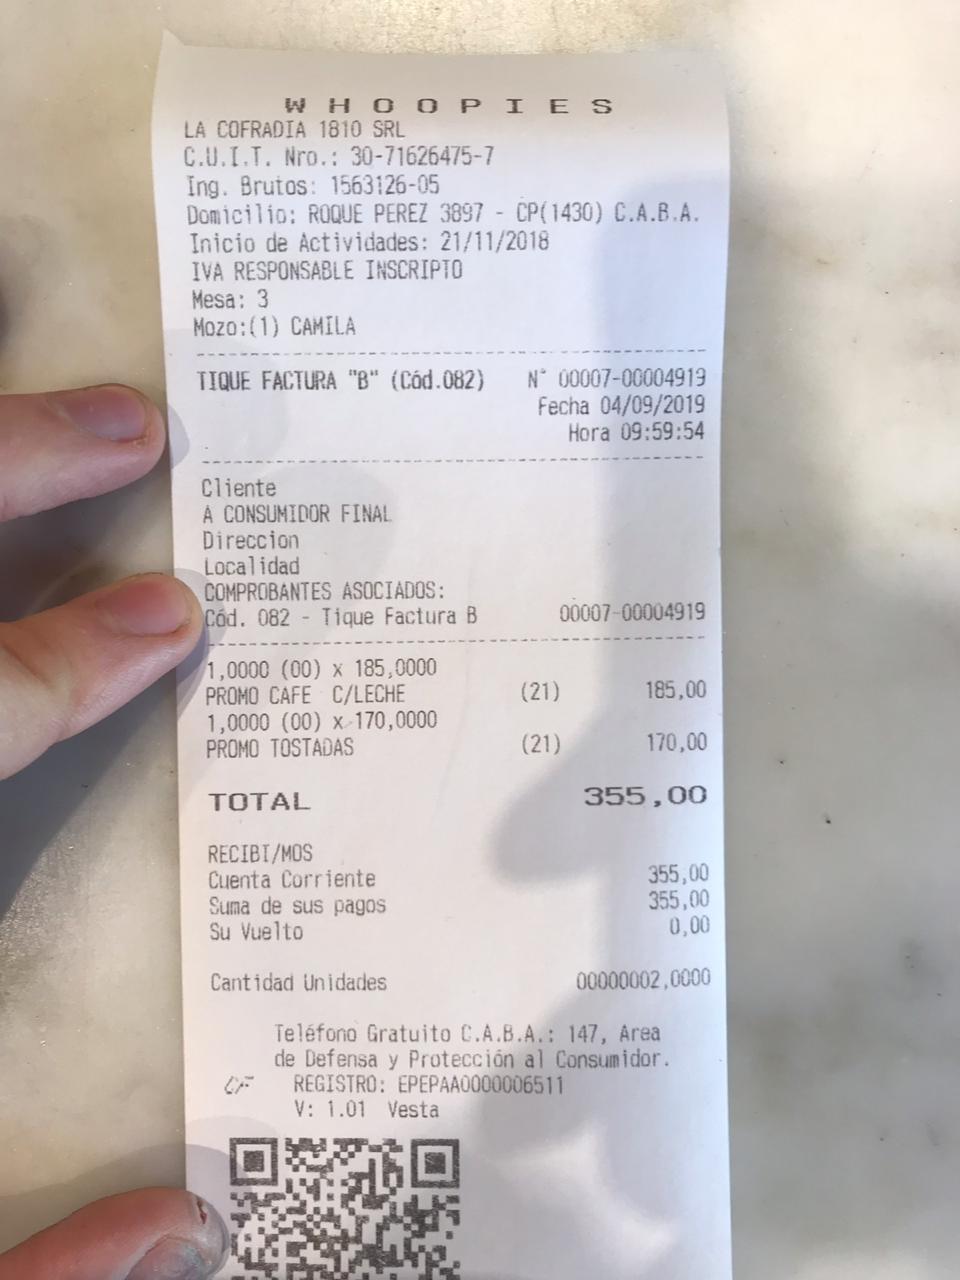 WHOOPIES
LA COFRADIA 1810 SRL
C.U.I.T. Nro.: 30-71626475-7
Ing. Brutos: 1563126-05
Domicilio: ROQUE PEREZ 3897 - CP(1430) C.A.B.A.
Inicio de Actividades: 21/11/2018
IVA RESPONSABLE INSCRIPTO
Mesa: 3
Mozo:(1) CAMILA
TIQUE FACTURA "B" (Cód.082) N° 00007-00004919
Fecha 04/09/2019
Hora 09:59:54
Cliente
A CONSUMIDOR FINAL
Direccion
Localidad
COMPROBANTES ASOCIADOS:
Cód. 082 - Tique Factura B 00007-00004919
1,0000 (00) x 185,0000
PROMO CAFE C/LECHE (21) 185,00
1,0000 (00) x 170,0000
PROMO TOSTADAS (21) 170,00
TOTAL 355,00
RECIBI/MOS
Cuenta Corriente 355,00
Suma de sus pagos 355,00
Su Vuelto 0,00
Cantidad Unidades 00000002,0000
Teléfono Gratuito C.A.B.A.: 147, Area
de Defensa y Protección al Consumidor.
CF REGISTRO: EPEPAA0000006511
V: 1.01 Vesta